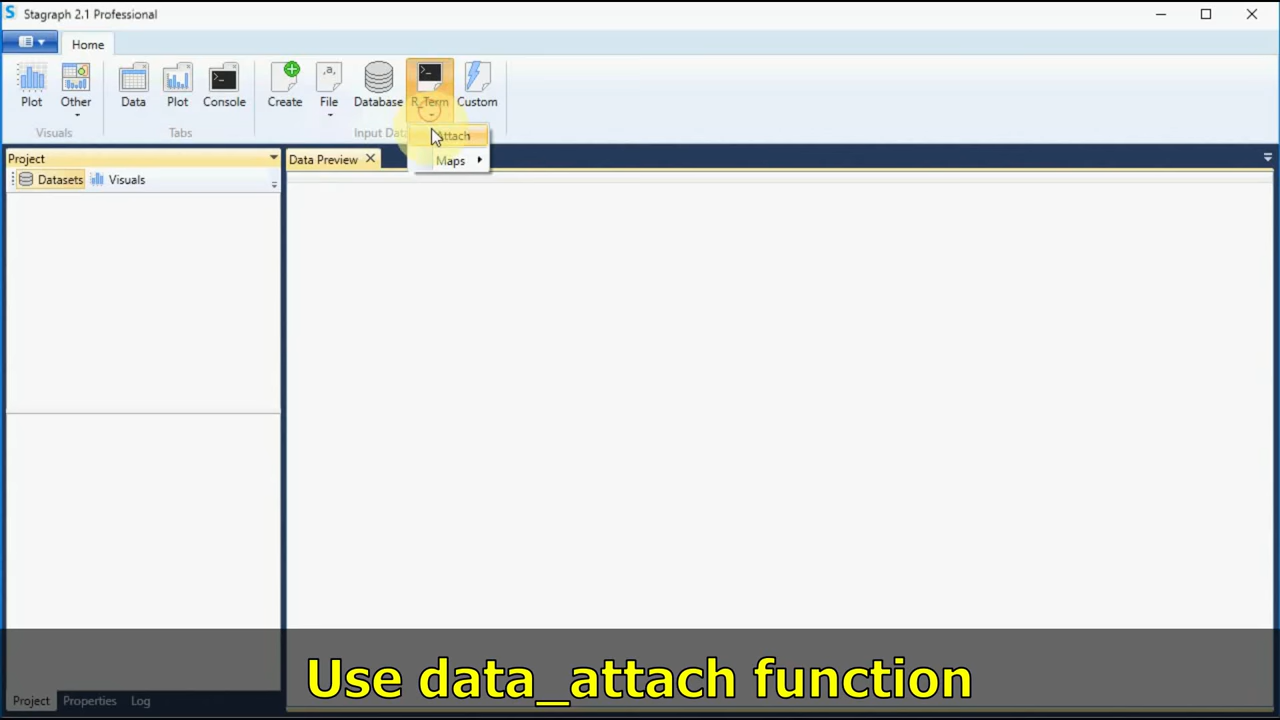 Stagraph 2.1 Professional
Home
Plot
Other
Data
Plot
Console
Create
,a,
File
Database
R_Term
Custom
Visuals
Tabs
Input Data
Attach
Maps
Project
Data Preview
Datasets
Visuals
Use data_attach function
Project
Properties
Log